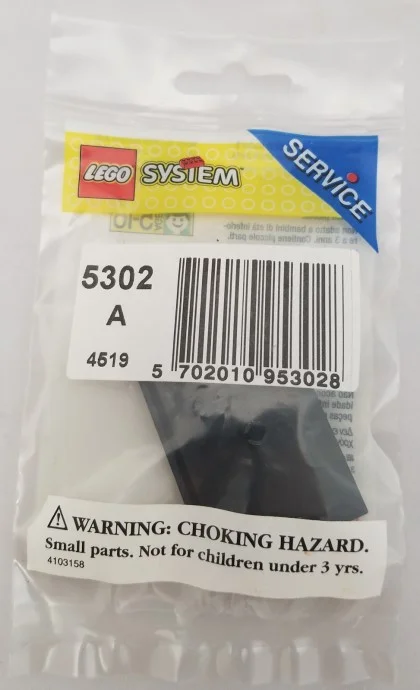 LEGO SYSTEM
SERVICE
5302
A
4519
5 702010 953028
⚠ WARNING: CHOKING HAZARD.
Small parts. Not for children under 3 yrs.
4103158